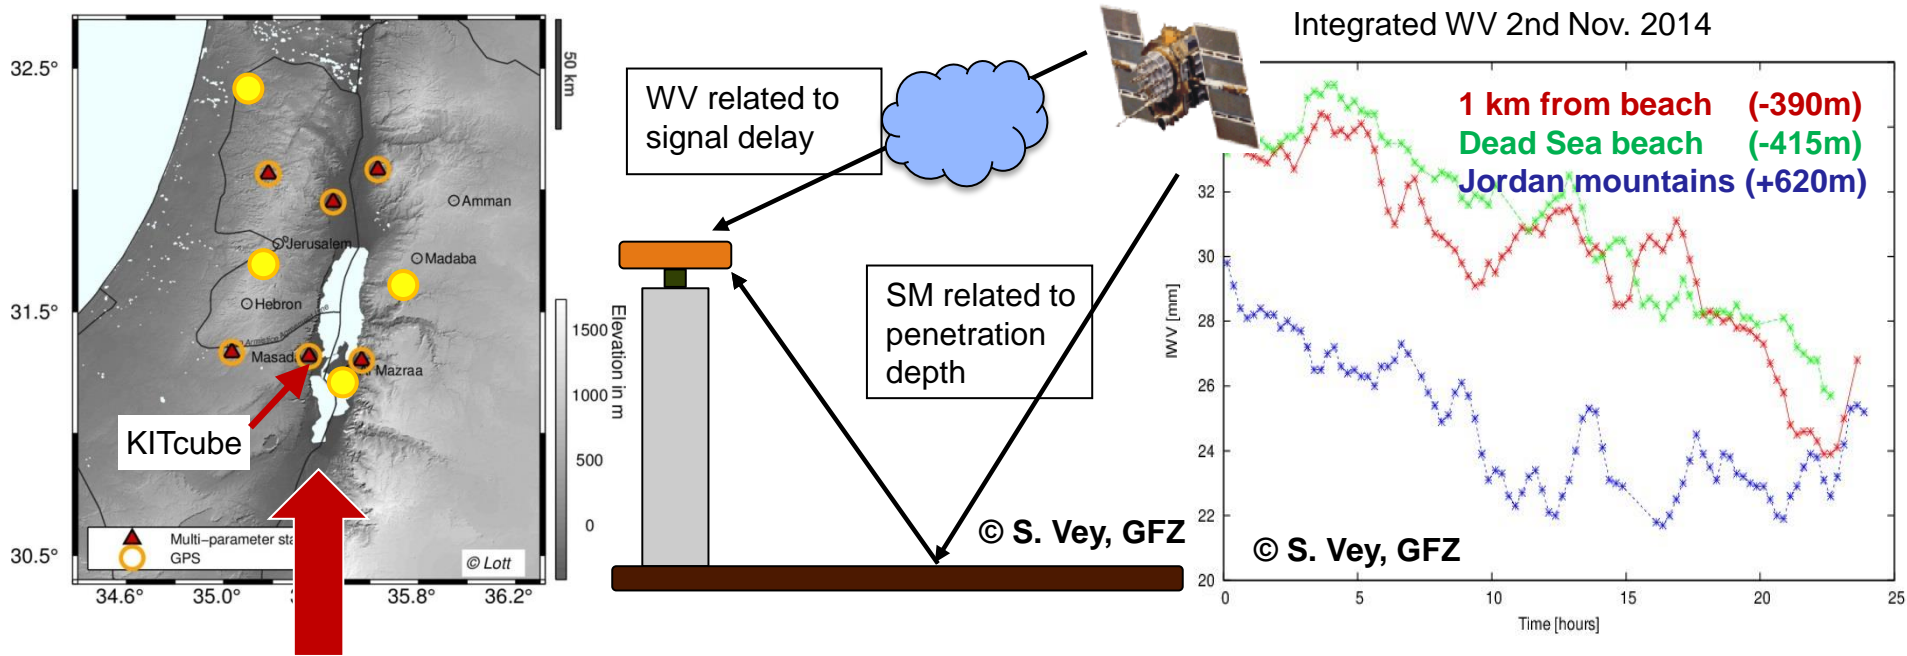 32.5°
31.5°
30.5°
34.6°
35.0°
35.8°
36.2°
50 km
Amman
Jerusalem
Madaba
Hebron
Masada
Mazraa
KITcube
Elevation in m
1500
1000
500
0
Multi−parameter sta
GPS
© Lott
WV related to
signal delay
SM related to
penetration
depth
© S. Vey, GFZ
Integrated WV 2nd Nov. 2014
1 km from beach (-390m)
Dead Sea beach (-415m)
Jordan mountains (+620m)
IWV [mm]
32
30
28
26
24
22
20
0
5
10
15
20
25
Time [hours]
© S. Vey, GFZ